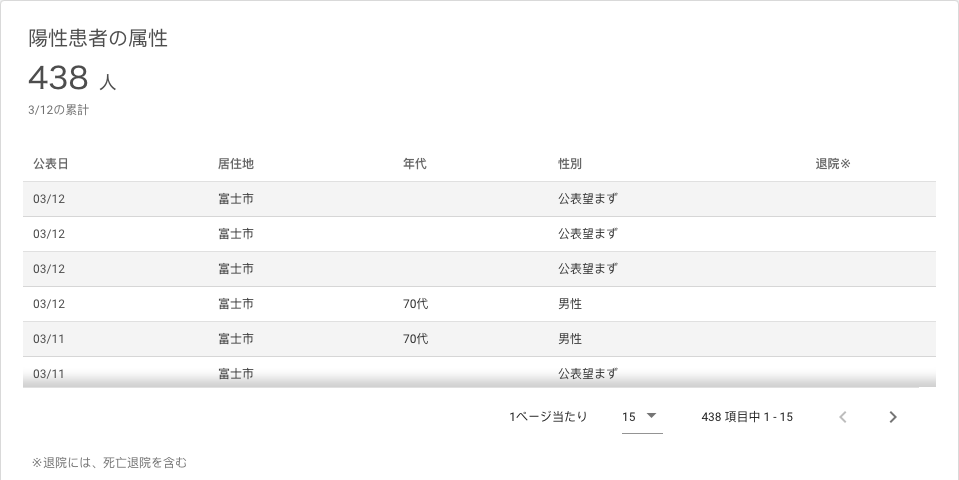 陽性患者の属性
438 人
3/12の累計
公表日 居住地 年代 性別 退院※
03/12 富士市 公表望まず
03/12 富士市 公表望まず
03/12 富士市 公表望まず
03/12 富士市 70代 男性
03/11 富士市 70代 男性
03/11 富士市 公表望まず
1ページ当たり 15 438 項目中 1 - 15
※退院には、死亡退院を含む